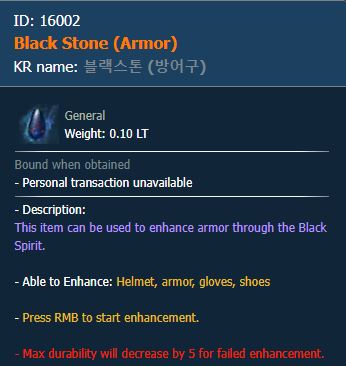 ID: 16002
Black Stone (Armor)
KR name: 블랙스톤 (방어구)
General
Weight: 0.10 LT
Bound when obtained
- Personal transaction unavailable
- Description:
This item can be used to enhance armor through the Black
Spirit.
- Able to Enhance: Helmet, armor, gloves, shoes
- Press RMB to start enhancement.
- Max durability will decrease by 5 for failed enhancement.